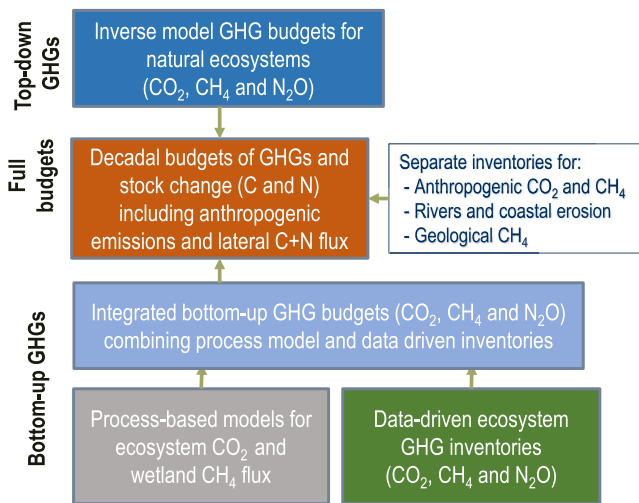 Top-down
GHGs
Inverse model GHG budgets for
natural ecosystems
(CO₂, CH₄ and N₂O)
Full
budgets
Decadal budgets of GHGs and
stock change (C and N)
including anthropogenic
emissions and lateral C+N flux
Separate inventories for:
- Anthropogenic CO₂ and CH₄
- Rivers and coastal erosion
- Geological CH₄
Bottom-up GHGs
Integrated bottom-up GHG budgets (CO₂, CH₄ and N₂O)
combining process model and data driven inventories
Process-based models for
ecosystem CO₂ and
wetland CH₄ flux
Data-driven ecosystem
GHG inventories
(CO₂, CH₄ and N₂O)